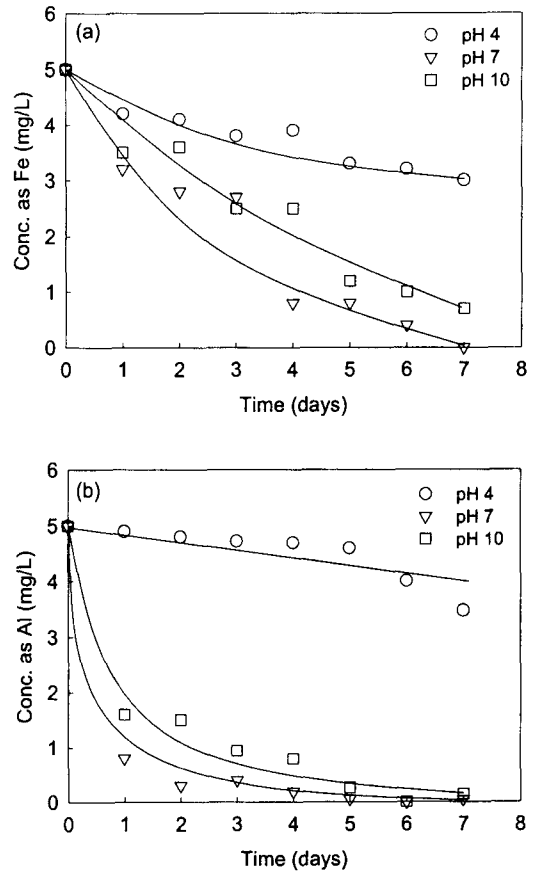 (a)
pH 4
pH 7
pH 10
Conc. as Fe (mg/L)
6
5
4
3
2
1
0
0 1 2 3 4 5 6 7 8
Time (days)
(b)
pH 4
pH 7
pH 10
Conc. as Al (mg/L)
6
5
4
3
2
1
0
0 1 2 3 4 5 6 7 8
Time (days)